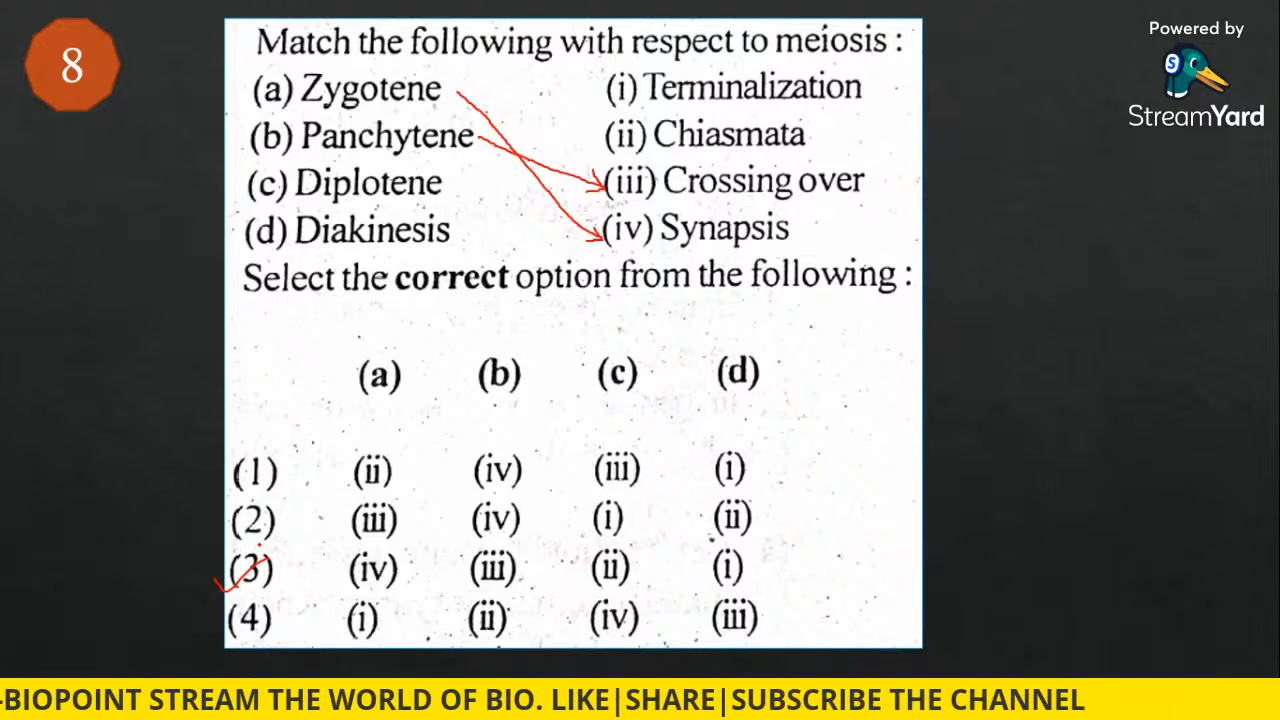 8
Powered by
StreamYard
Match the following with respect to meiosis :
(a) Zygotene (i) Terminalization
(b) Panchytene (ii) Chiasmata
(c) Diplotene (iii) Crossing over
(d) Diakinesis (iv) Synapsis
Select the correct option from the following :
(a) (b) (c) (d)
(1) (ii) (iv) (iii) (i)
(2) (iii) (iv) (i) (ii)
(3) (iv) (iii) (ii) (i)
(4) (i) (ii) (iv) (iii)
-BIOPOINT STREAM THE WORLD OF BIO. LIKE|SHARE|SUBSCRIBE THE CHANNEL